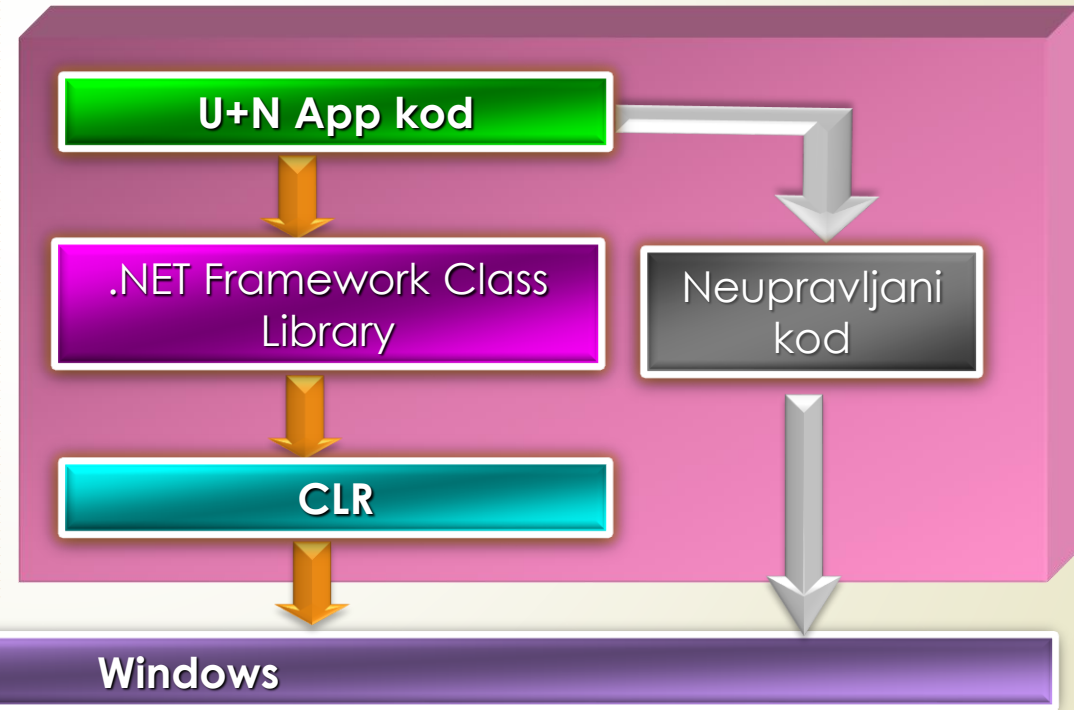 U+N App kod
.NET Framework Class
Library
Neupravljani
kod
CLR
Windows